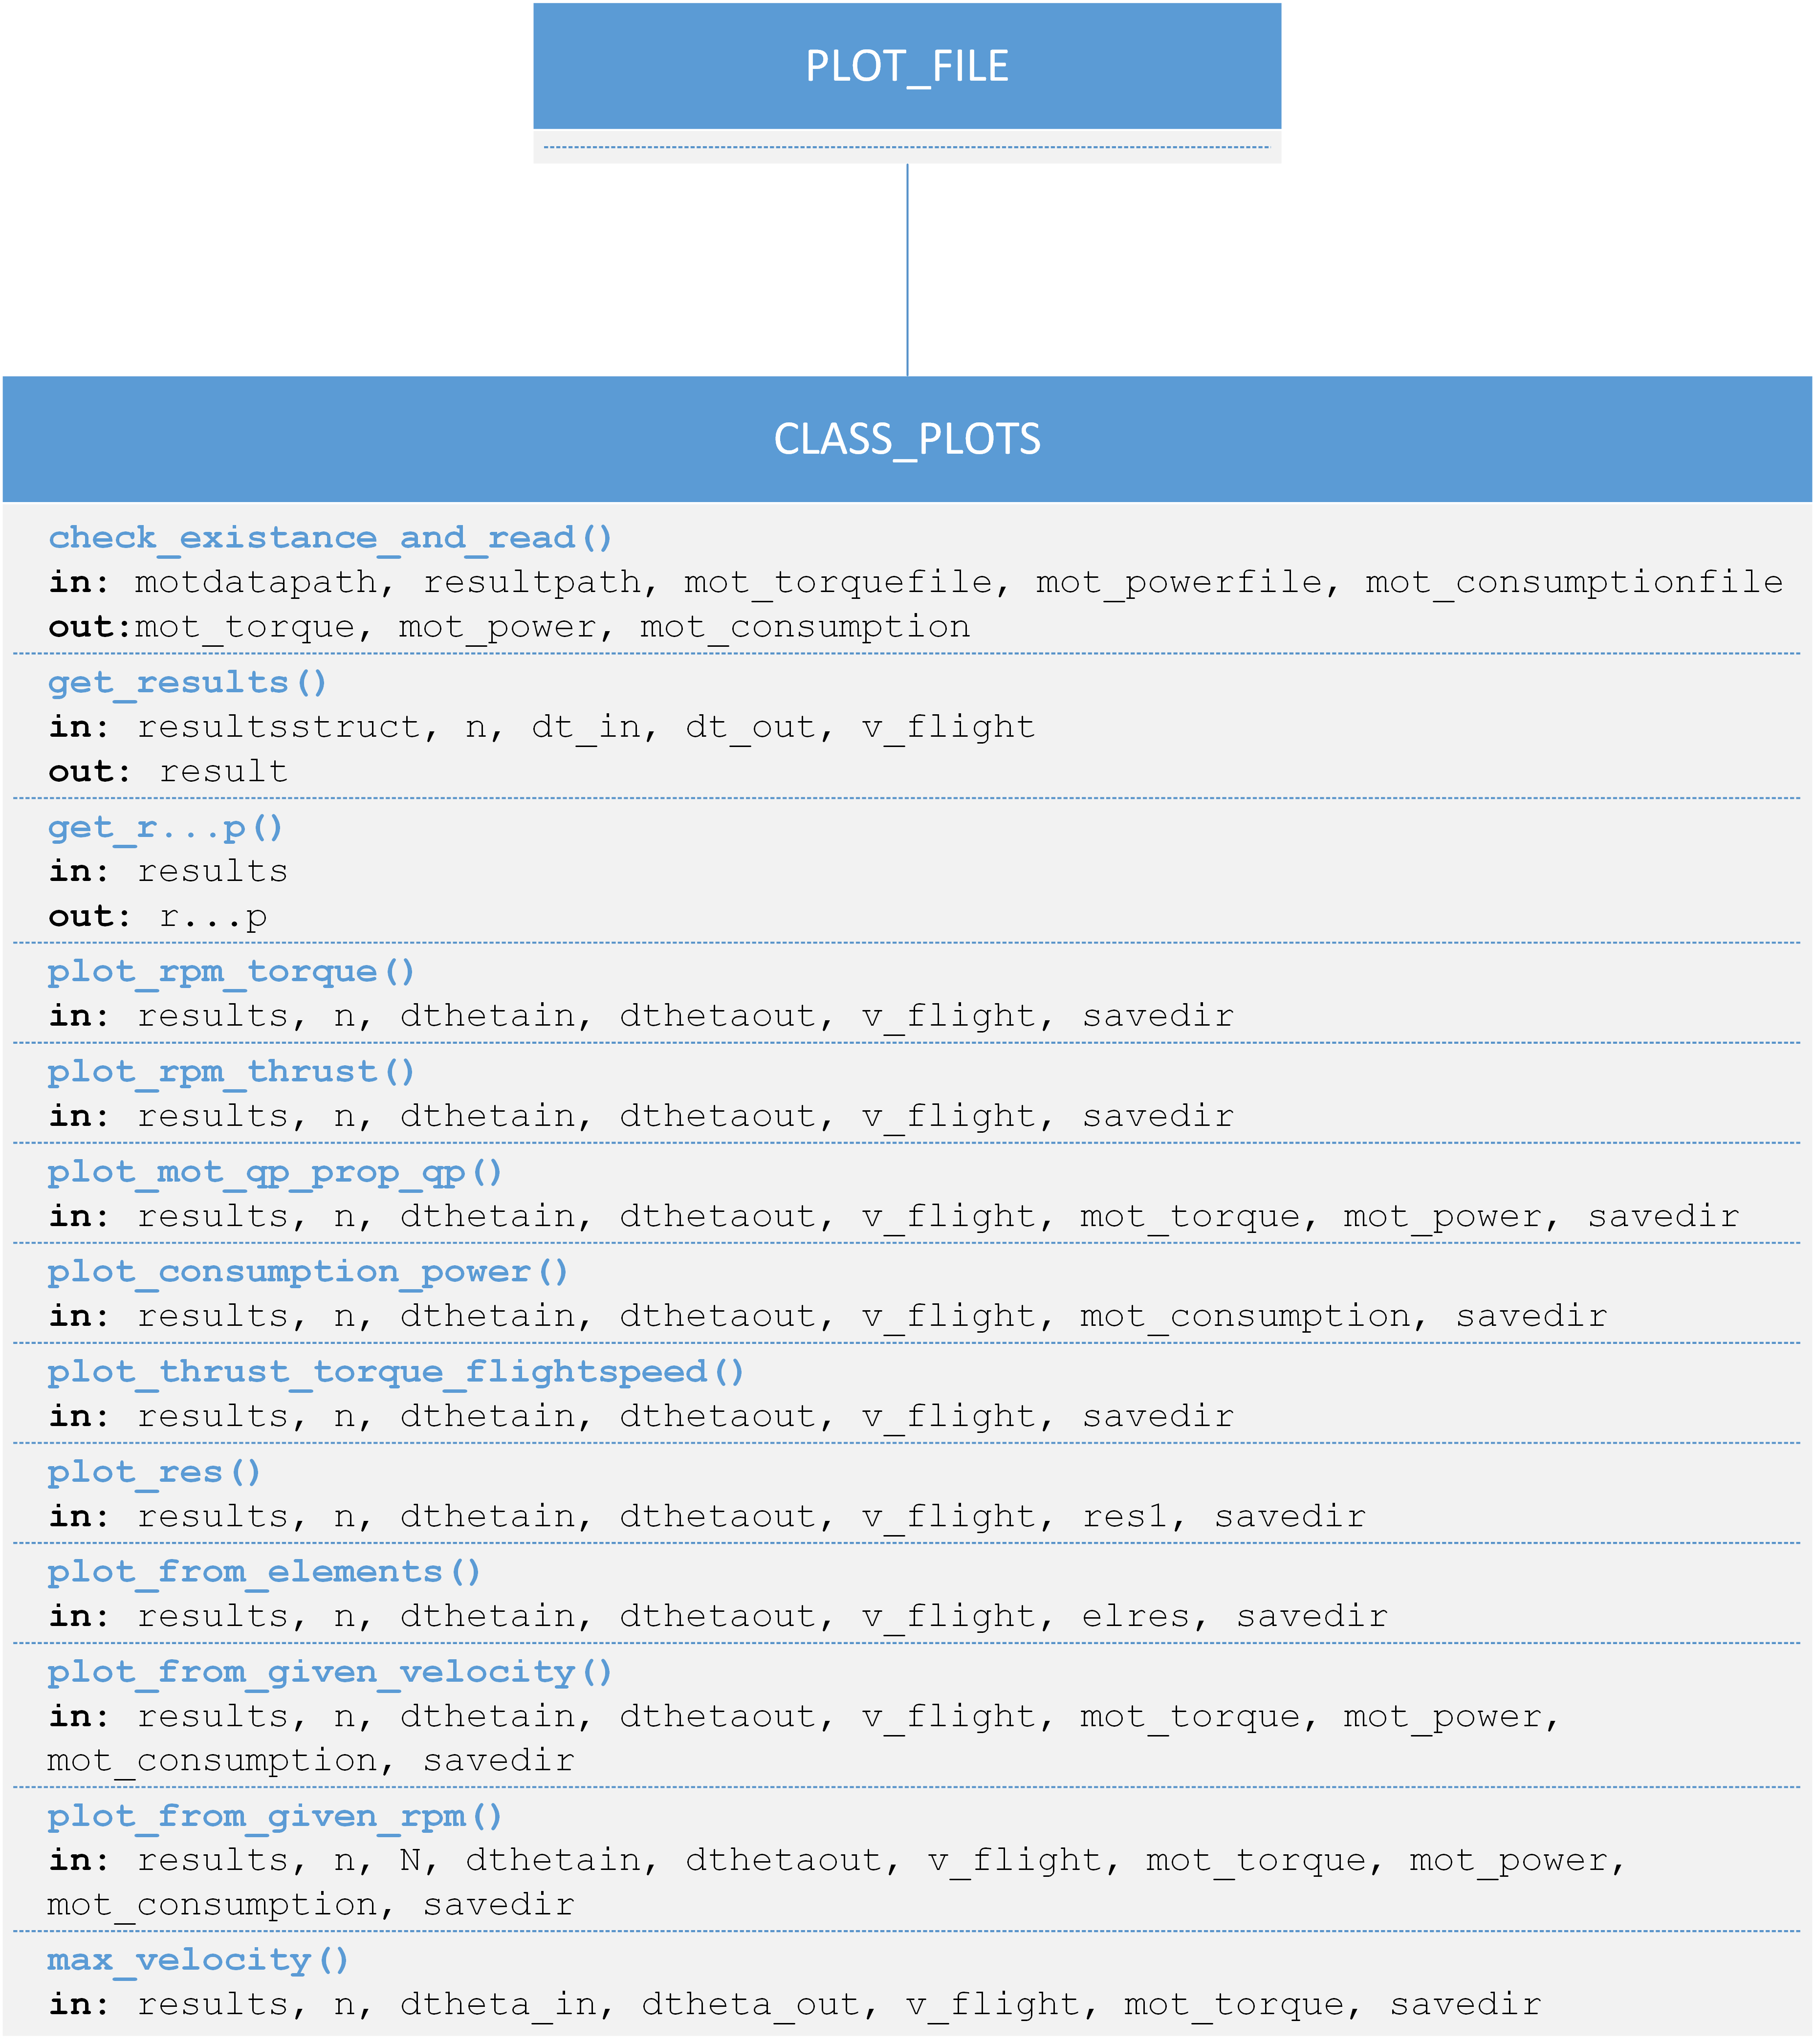 PLOT_FILE
CLASS_PLOTS
check_existance_and_read()
in: motdatapath, resultpath, mot_torquefile, mot_powerfile, mot_consumptionfile
out:mot_torque, mot_power, mot_consumption
get_results()
in: resultsstruct, n, dt_in, dt_out, v_flight
out: result
get_r...p()
in: results
out: r...p
plot_rpm_torque()
in: results, n, dthetain, dthetaout, v_flight, savedir
plot_rpm_thrust()
in: results, n, dthetain, dthetaout, v_flight, savedir
plot_mot_qp_prop_qp()
in: results, n, dthetain, dthetaout, v_flight, mot_torque, mot_power, savedir
plot_consumption_power()
in: results, n, dthetain, dthetaout, v_flight, mot_consumption, savedir
plot_thrust_torque_flightspeed()
in: results, n, dthetain, dthetaout, v_flight, savedir
plot_res()
in: results, n, dthetain, dthetaout, v_flight, res1, savedir
plot_from_elements()
in: results, n, dthetain, dthetaout, v_flight, elres, savedir
plot_from_given_velocity()
in: results, n, dthetain, dthetaout, v_flight, mot_torque, mot_power,
mot_consumption, savedir
plot_from_given_rpm()
in: results, n, N, dthetain, dthetaout, v_flight, mot_torque, mot_power,
mot_consumption, savedir
max_velocity()
in: results, n, dtheta_in, dtheta_out, v_flight, mot_torque, savedir